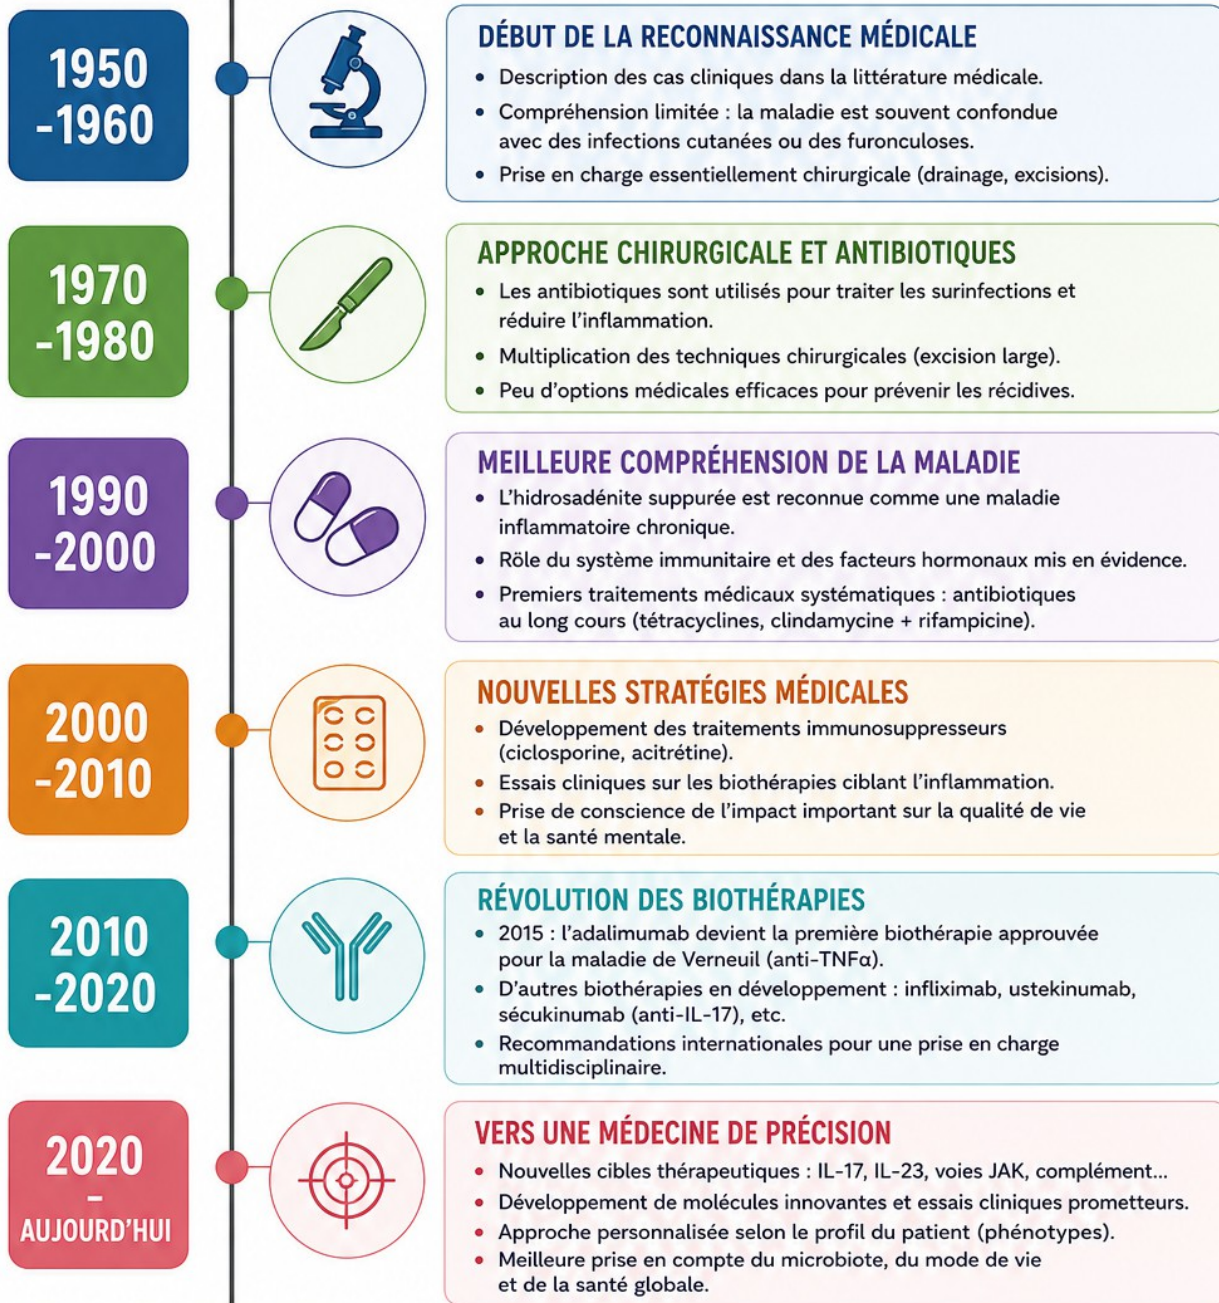 1950
-1960
DÉBUT DE LA RECONNAISSANCE MÉDICALE
• Description des cas cliniques dans la littérature médicale.
• Compréhension limitée : la maladie est souvent confondue
avec des infections cutanées ou des furonculoses.
• Prise en charge essentiellement chirurgicale (drainage, excisions).
1970
-1980
APPROCHE CHIRURGICALE ET ANTIBIOTIQUES
• Les antibiotiques sont utilisés pour traiter les surinfections et
réduire l’inflammation.
• Multiplication des techniques chirurgicales (excision large).
• Peu d’options médicales efficaces pour prévenir les récidives.
1990
-2000
MEILLEURE COMPRÉHENSION DE LA MALADIE
• L’hidrosadénite suppurée est reconnue comme une maladie
inflammatoire chronique.
• Rôle du système immunitaire et des facteurs hormonaux mis en évidence.
• Premiers traitements médicaux systématiques : antibiotiques
au long cours (tétracyclines, clindamycine + rifampicine).
2000
-2010
NOUVELLES STRATÉGIES MÉDICALES
• Développement des traitements immunosuppresseurs
(ciclosporine, acitrétine).
• Essais cliniques sur les biothérapies ciblant l’inflammation.
• Prise de conscience de l’impact important sur la qualité de vie
et la santé mentale.
2010
-2020
RÉVOLUTION DES BIOTHÉRAPIES
• 2015 : l’adalimumab devient la première biothérapie approuvée
pour la maladie de Verneuil (anti-TNFα).
• D’autres biothérapies en développement : infliximab, ustekinumab,
sécukinumab (anti-IL-17), etc.
• Recommandations internationales pour une prise en charge
multidisciplinaire.
2020
–
AUJOURD’HUI
VERS UNE MÉDECINE DE PRÉCISION
• Nouvelles cibles thérapeutiques : IL-17, IL-23, voies JAK, complément...
• Développement de molécules innovantes et essais cliniques prometteurs.
• Approche personnalisée selon le profil du patient (phénotypes).
• Meilleure prise en compte du microbiote, du mode de vie
et de la santé globale.